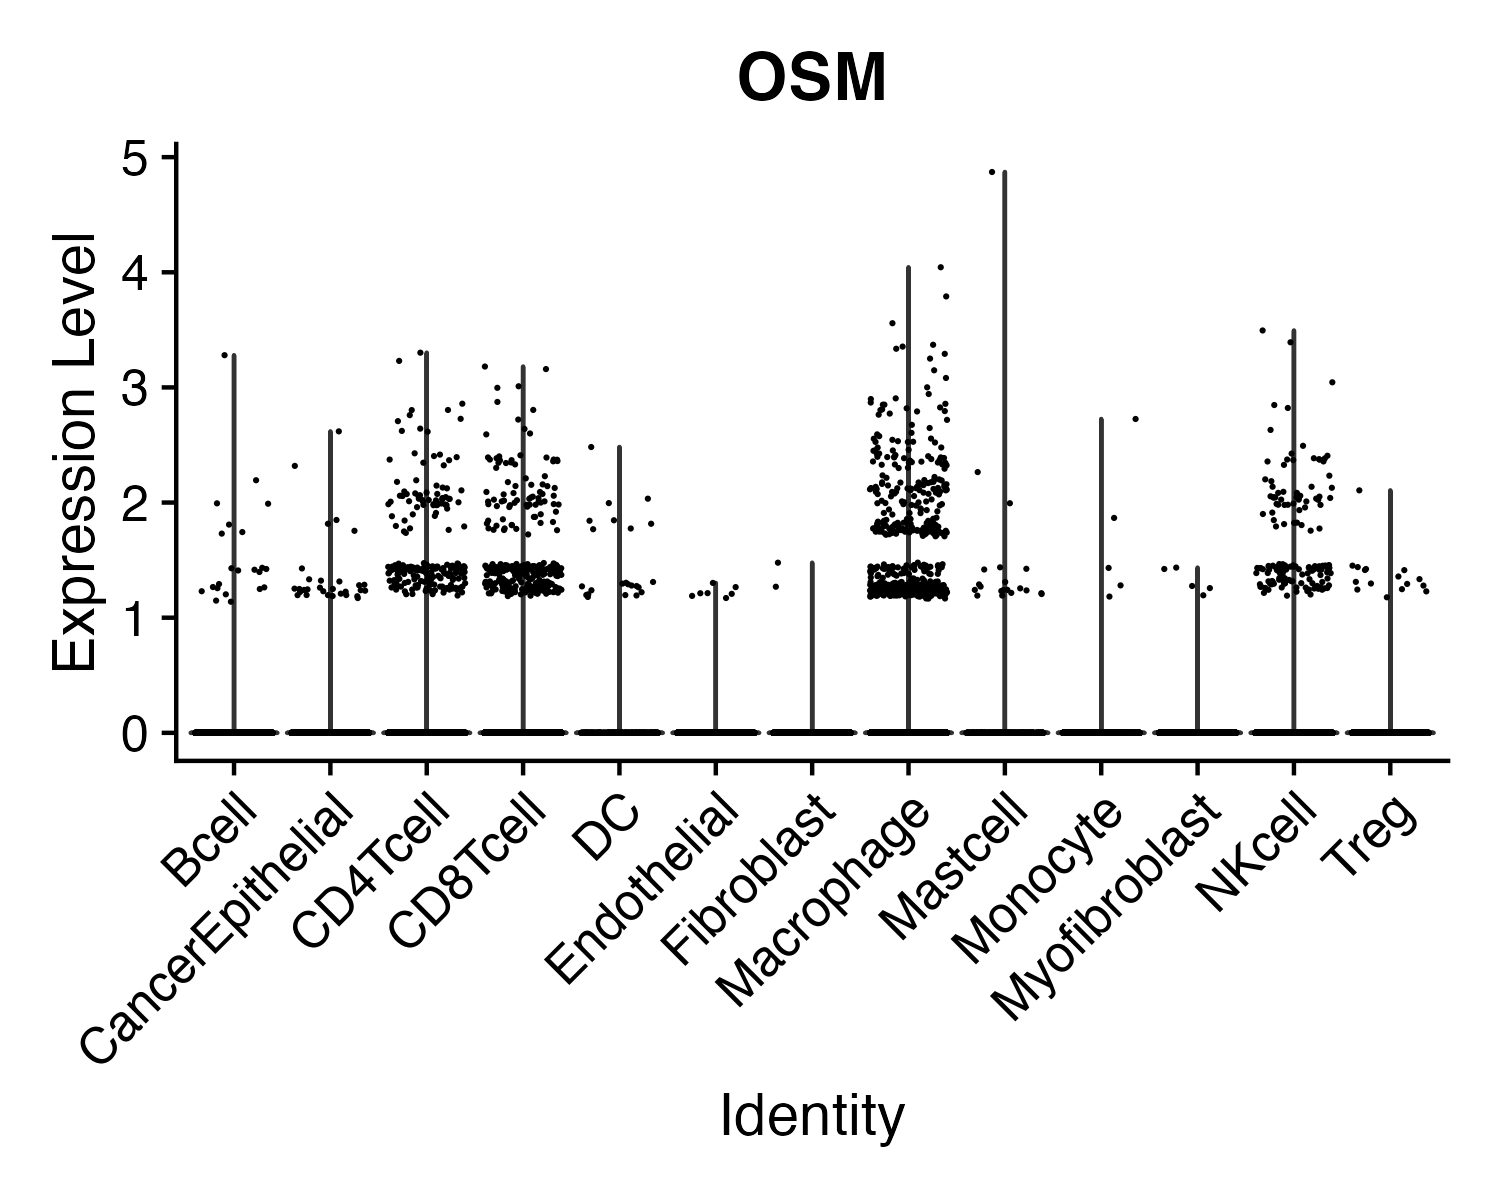 OSM
Expression Level
5
4
3
2
1
0
Bcell
CancerEpithelial
CD4Tcell
CD8Tcell
DC
Endothelial
Fibroblast
Macrophage
Mastcell
Monocyte
Myofibroblast
NKcell
Treg
Identity